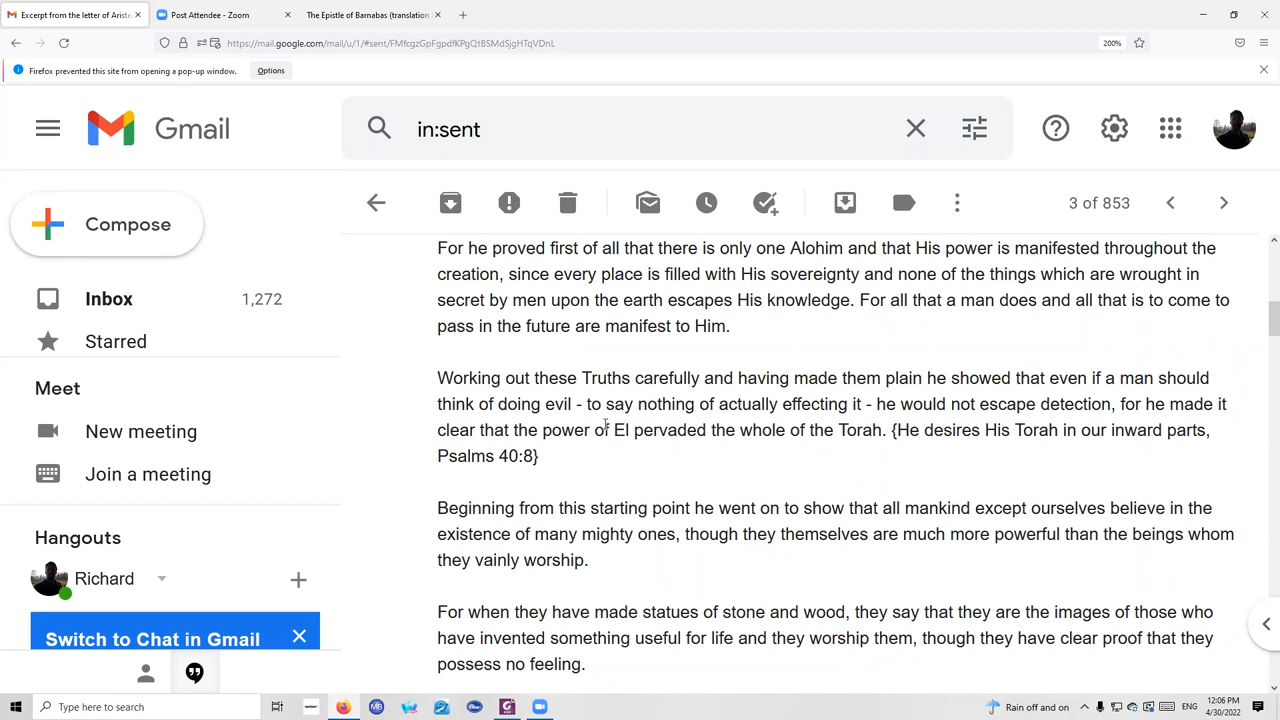 Excerpt from the letter of Ariste
Post Attendee - Zoom
The Epistle of Barnabas (translation
https://mail.google.com/mail/u/1/#sent/FMfcgzGpFgpdfKPgQtBSMdSjgHTqVDnL
200%
Firefox prevented this site from opening a pop-up window.
Options
Gmail
in:sent
Compose
3 of 853
Inbox 1,272
Starred
Meet
New meeting
Join a meeting
Hangouts
Richard
Switch to Chat in Gmail
For he proved first of all that there is only one Alohim and that His power is manifested throughout the
creation, since every place is filled with His sovereignty and none of the things which are wrought in
secret by men upon the earth escapes His knowledge. For all that a man does and all that is to come to
pass in the future are manifest to Him.
Working out these Truths carefully and having made them plain he showed that even if a man should
think of doing evil - to say nothing of actually effecting it - he would not escape detection, for he made it
clear that the power of El pervaded the whole of the Torah. {He desires His Torah in our inward parts,
Psalms 40:8}
Beginning from this starting point he went on to show that all mankind except ourselves believe in the
existence of many mighty ones, though they themselves are much more powerful than the beings whom
they vainly worship.
For when they have made statues of stone and wood, they say that they are the images of those who
have invented something useful for life and they worship them, though they have clear proof that they
possess no feeling.
Type here to search
Rain off and on
ENG
12:06 PM
4/30/2022